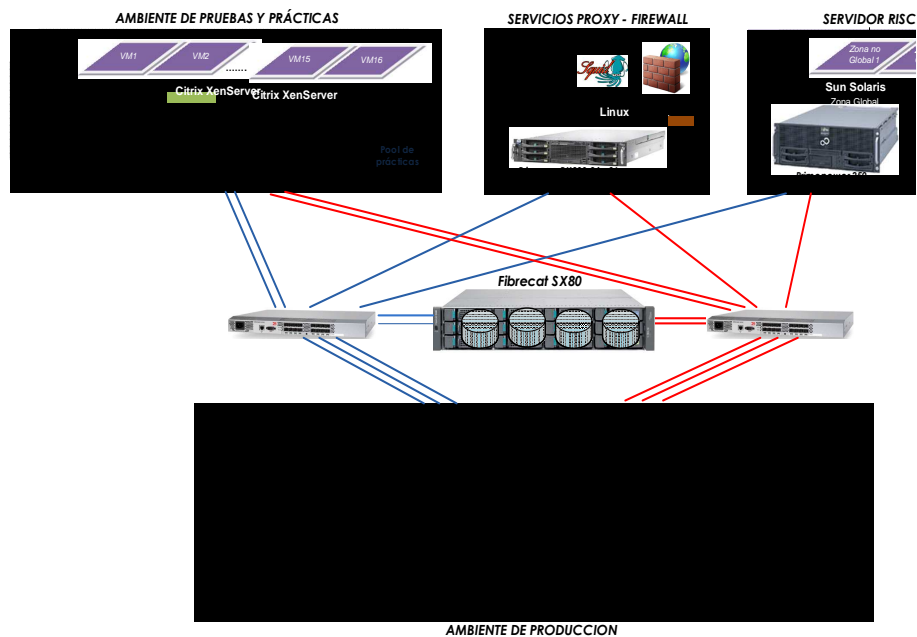 AMBIENTE DE PRUEBAS Y PRÁCTICAS
SERVICIOS PROXY - FIREWALL
SERVIDOR RISC
VM1
VM2
.......
VM15
VM16
Citrix XenServer
Citrix XenServer
Pool de
prácticas
Squid
Linux
Zona no
Global 1
Sun Solaris
Zona Global
Fibrecat SX80
AMBIENTE DE PRODUCCION